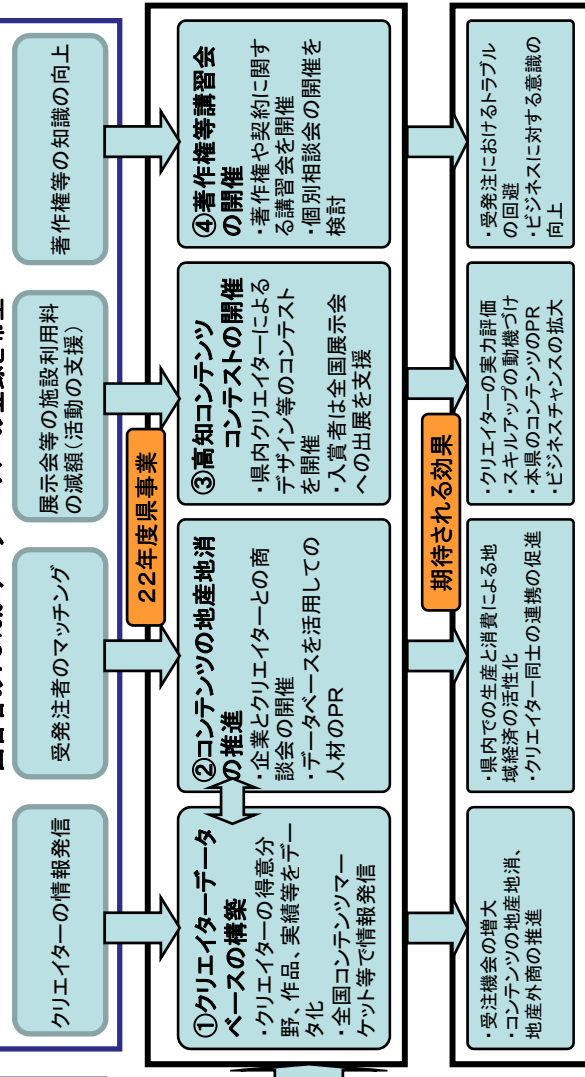 クリエイターの情報発信
受発注者のマッチング
展示会等の施設利用料
の減額（活動の支援）
著作権等の知識の向上
22年度県事業
①クリエイターデータ
ベースの構築
・クリエイターの得意分
野、作品、実績等をデー
タ化
・全国コンテンツマー
ケット等で情報発信
②コンテンツの地産地消
の推進
・企業とクリエイターとの商
談会の開催
・データベースを活用しての
人材のPR
③高知コンテンツ
コンテストの開催
・県内クリエイターによる
デザイン等のコンテスト
を開催
・入賞者は全国展示会
への出展を支援
④著作権等講習会
の開催
・著作権や契約に関す
る講習会を開催
・個別相談会の開催を
検討
期待される効果
・受注機会の増大
・コンテンツの地産地消、
地産外商の推進
・県内での生産と消費による地
域経済の活性化
・クリエイター同士の連携の促進
・クリエイターの実力評価
・スキルアップの動機づけ
・本県のコンテンツのPR
・ビジネスチャンスの拡大
・受発注におけるトラブル
の回避
・ビジネスに対する意識の
向上